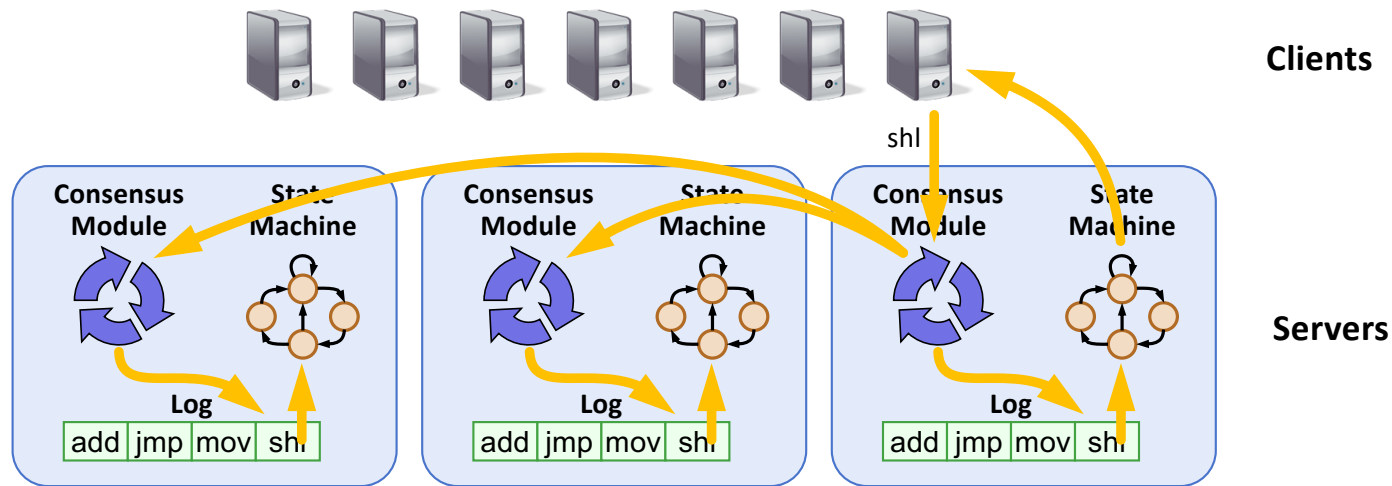 Clients
shl
Consensus Module
State Machine
Log
add jmp mov shl
Consensus Module
State Machine
Log
add jmp mov shl
Consensus Module
State Machine
Log
add jmp mov shl
Servers